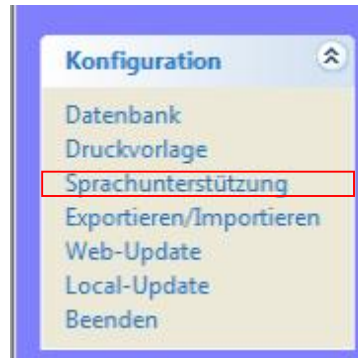 Konfiguration
Datenbank
Druckvorlage
Sprachunterstützung
Exportieren/Importieren
Web-Update
Local-Update
Beenden